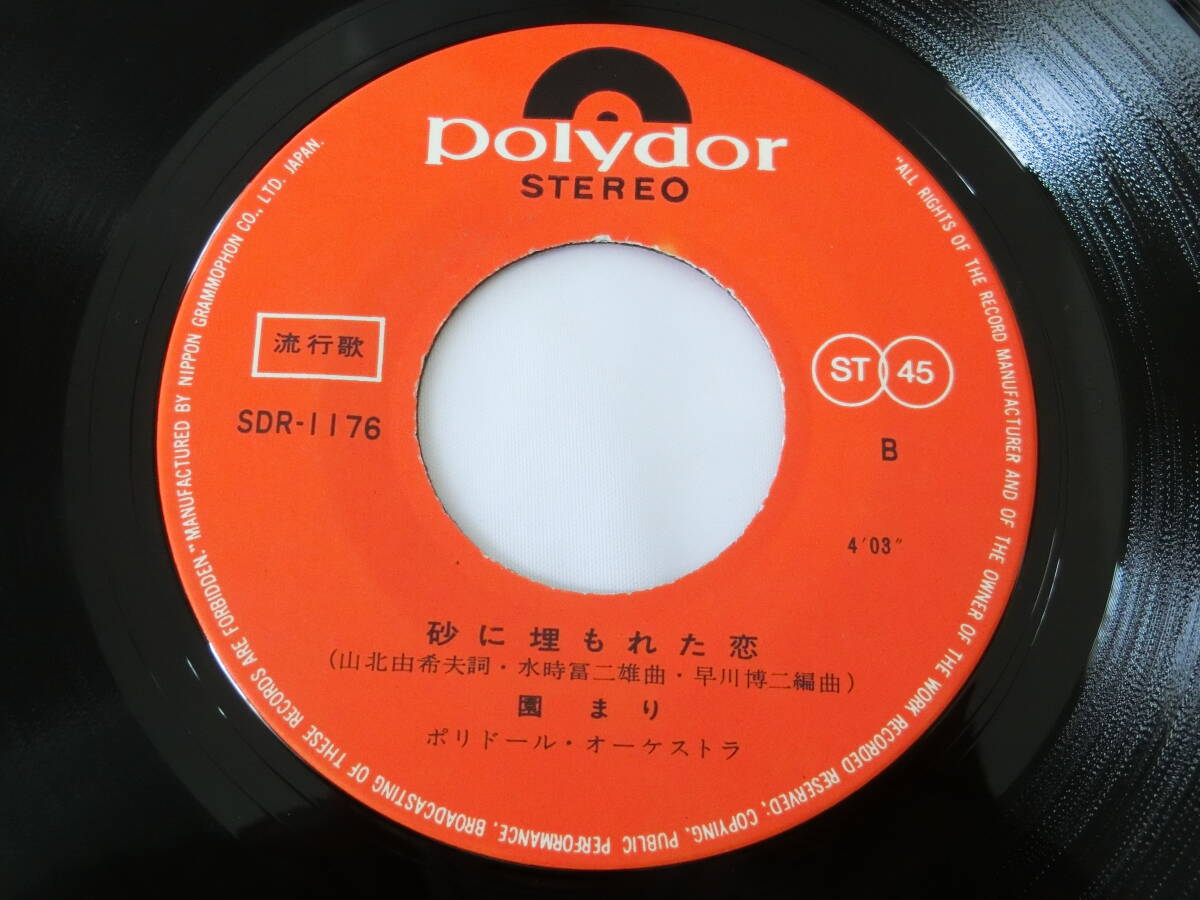 polydor
STEREO
流行歌
SDR-1176
ST 45
B
4'03"
砂に埋もれた恋
(山北由希夫詞・水時冨二雄曲・早川博二編曲)
園まり
ポリドール・オーケストラ
"ALL RIGHTS OF THE RECORD MANUFACTURER AND OF THE OWNER OF THE WORK RECORDED RESERVED; COPYING, PUBLIC PERFORMANCE, BROADCASTING OF THESE RECORDS ARE FORBIDDEN." MANUFACTURED BY NIPPON GRAMMOPHON CO., LTD. JAPAN.